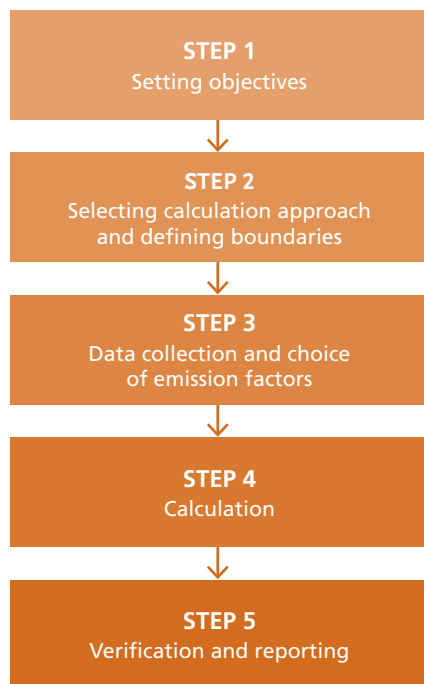 STEP 1
Setting objectives
STEP 2
Selecting calculation approach
and defining boundaries
STEP 3
Data collection and choice
of emission factors
STEP 4
Calculation
STEP 5
Verification and reporting